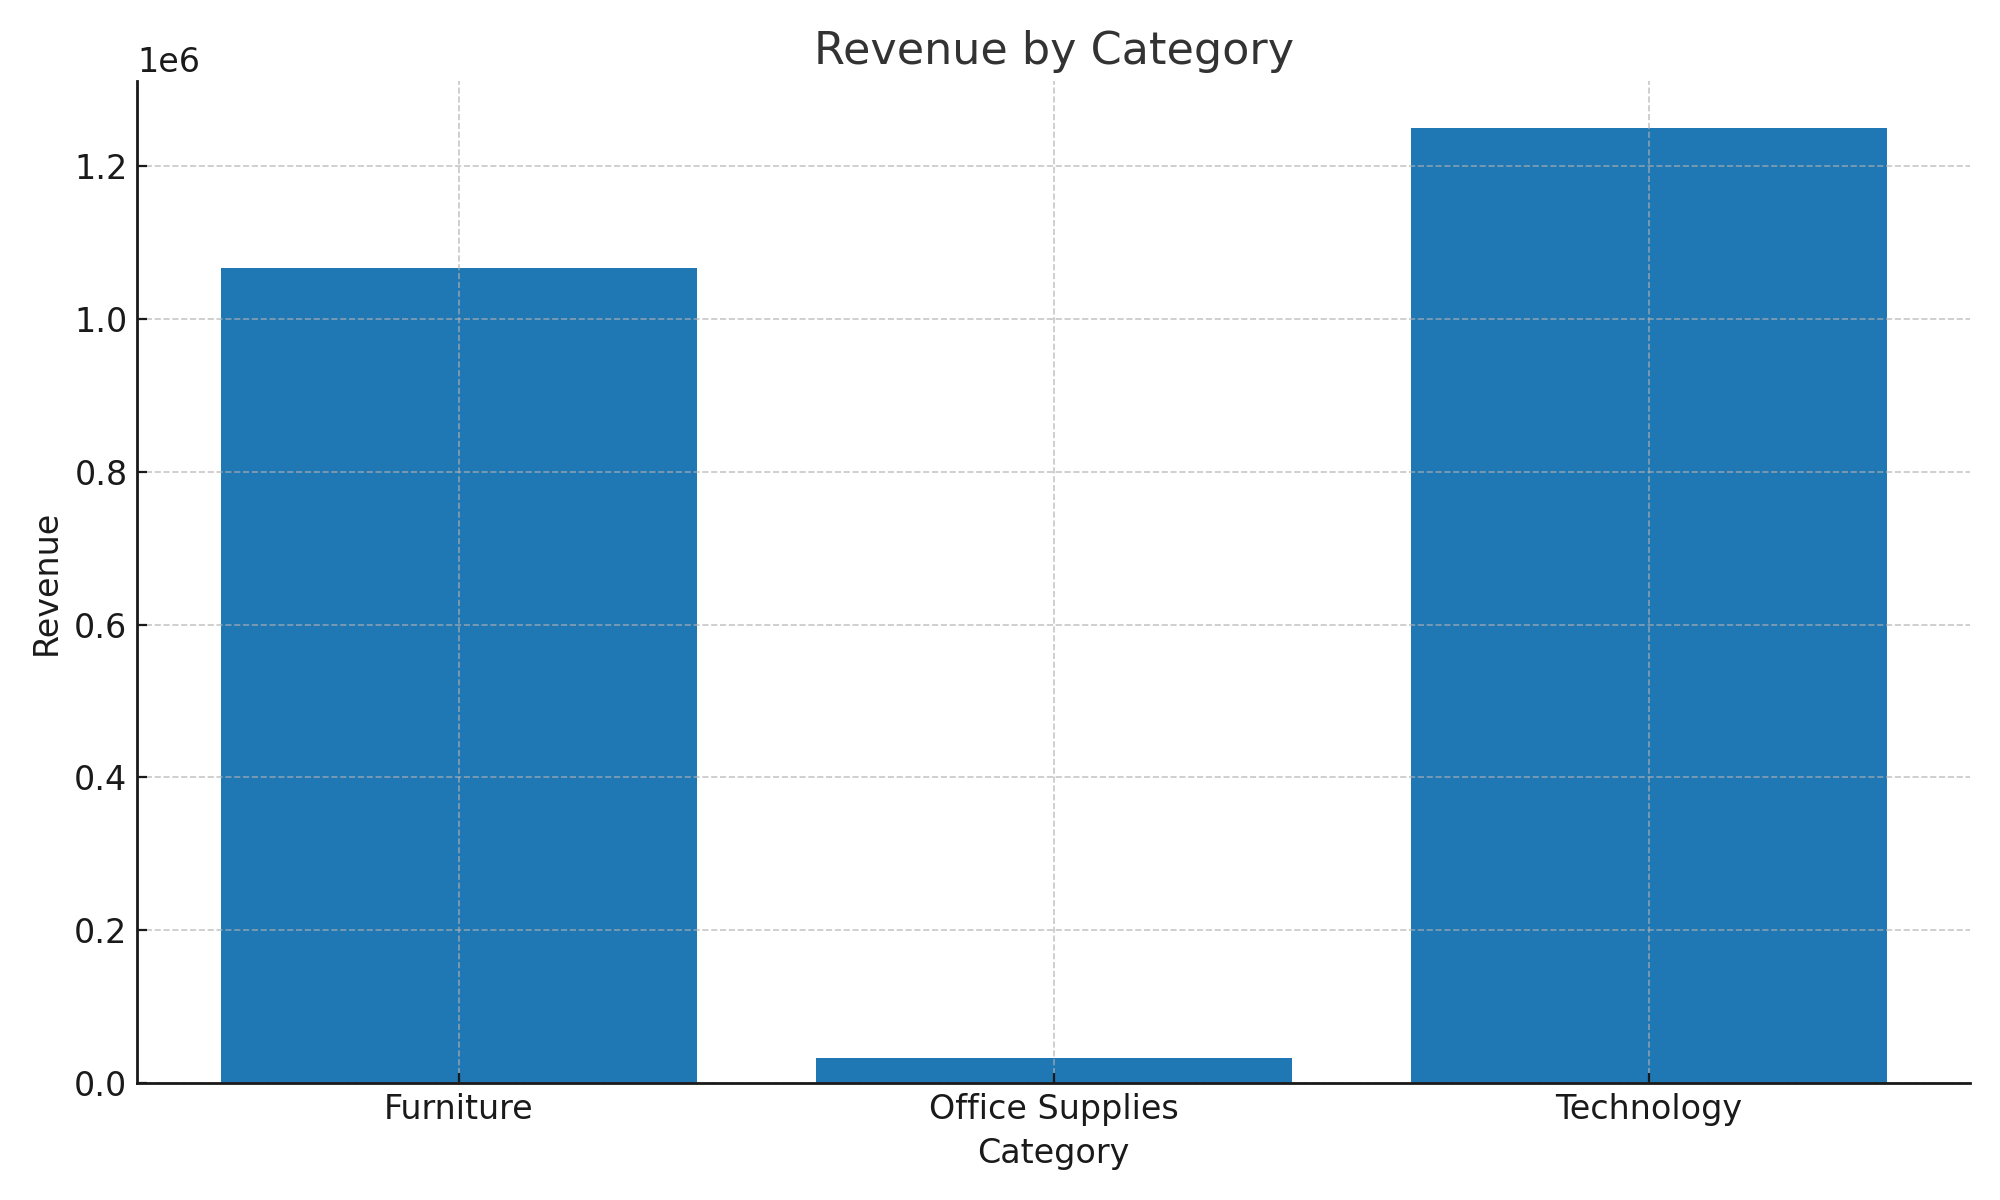 Revenue by Category
1e6
1.2
1.0
0.8
0.6
0.4
0.2
0.0
Revenue
Furniture
Office Supplies
Technology
Category